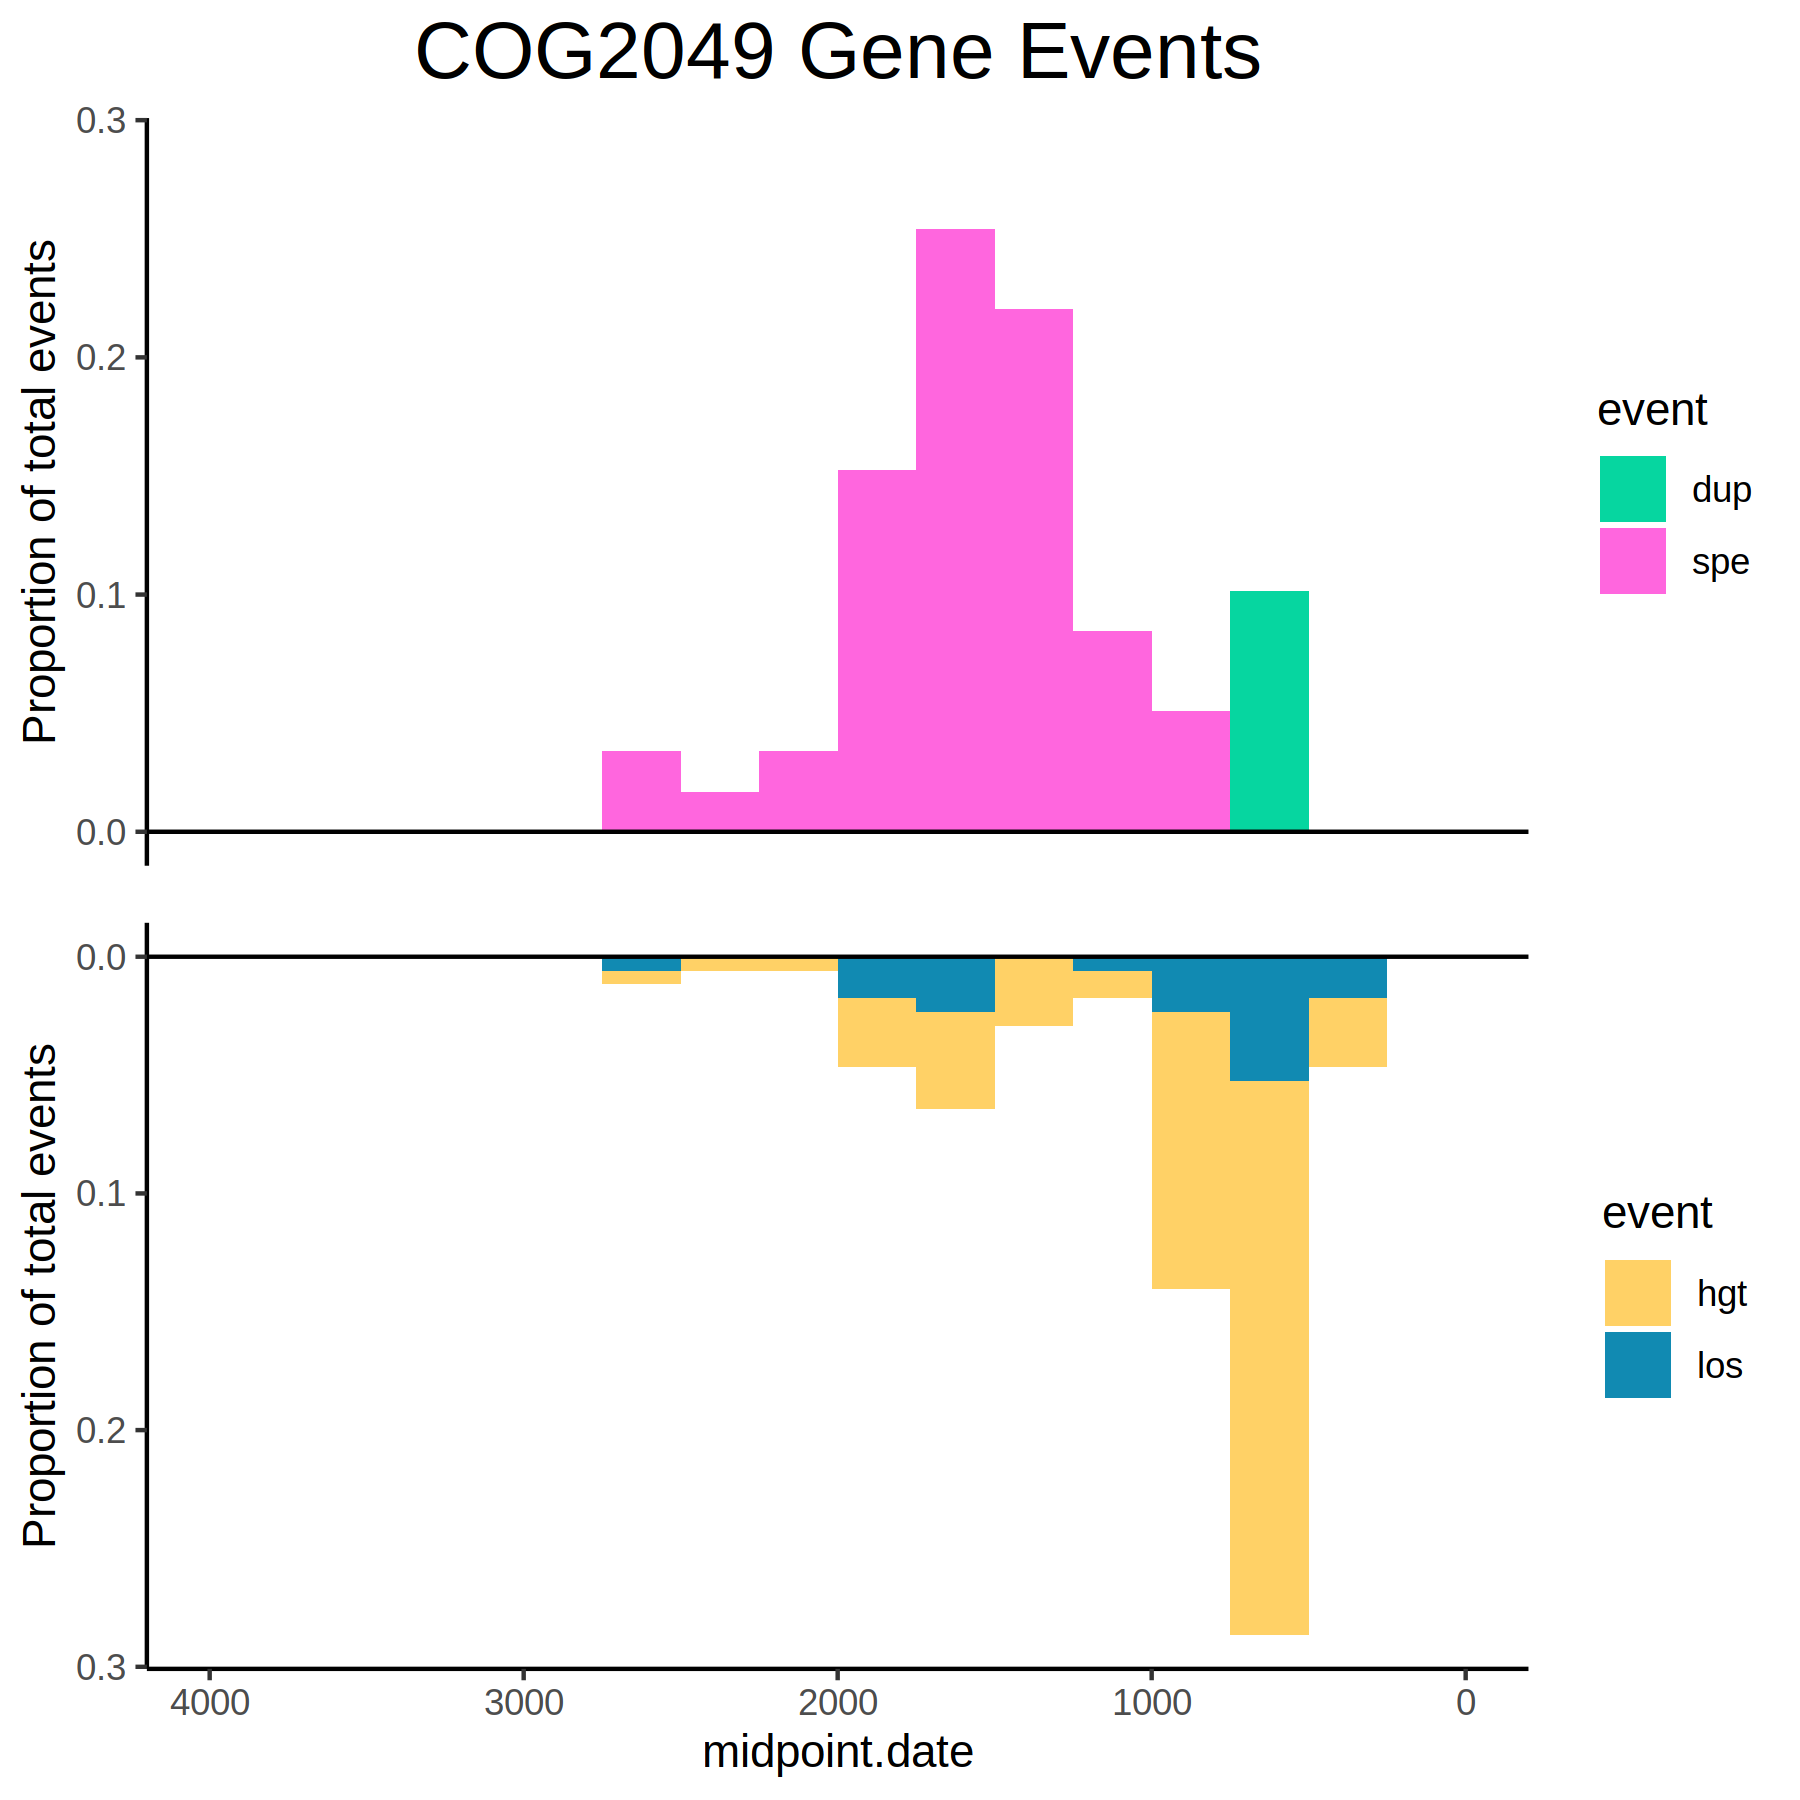 COG2049 Gene Events
Proportion of total events
0.3
0.2
0.1
0.0
event
dup
spe
Proportion of total events
0.0
0.1
0.2
0.3
event
hgt
los
4000 3000 2000 1000 0
midpoint.date